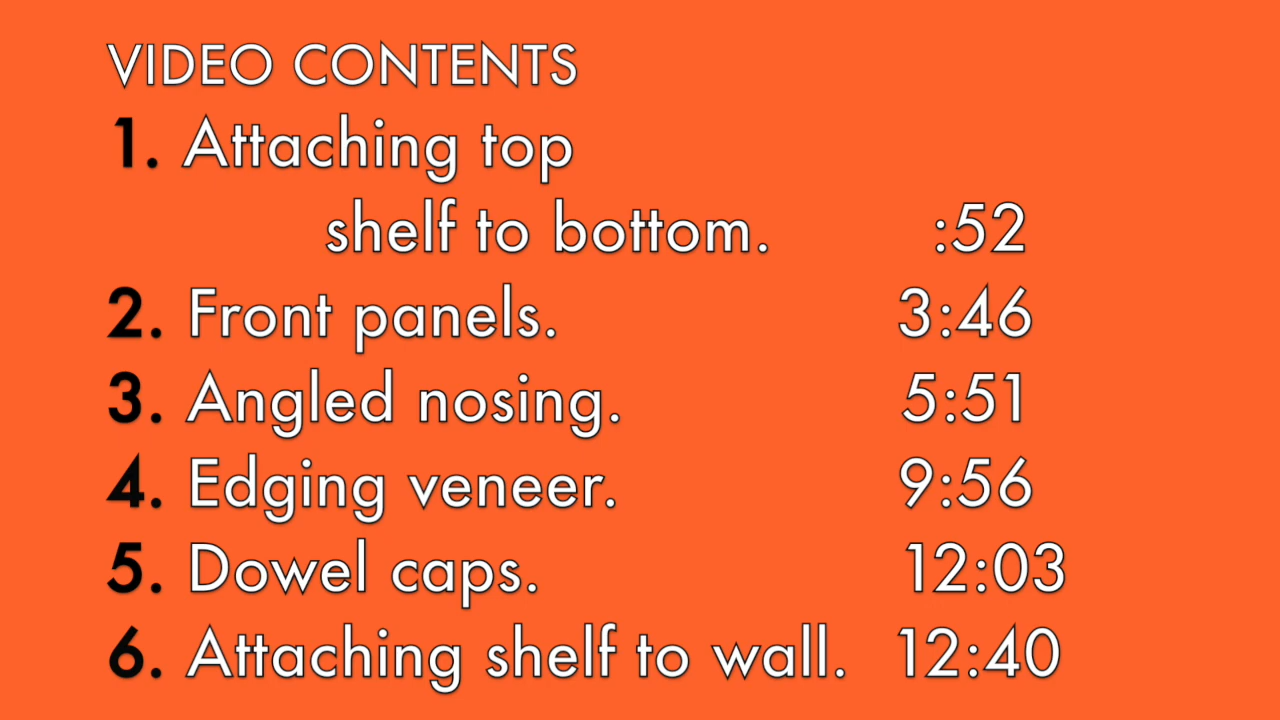 VIDEO CONTENTS
1. Attaching top
shelf to bottom. :52
2. Front panels. 3:46
3. Angled nosing. 5:51
4. Edging veneer. 9:56
5. Dowel caps. 12:03
6. Attaching shelf to wall. 12:40